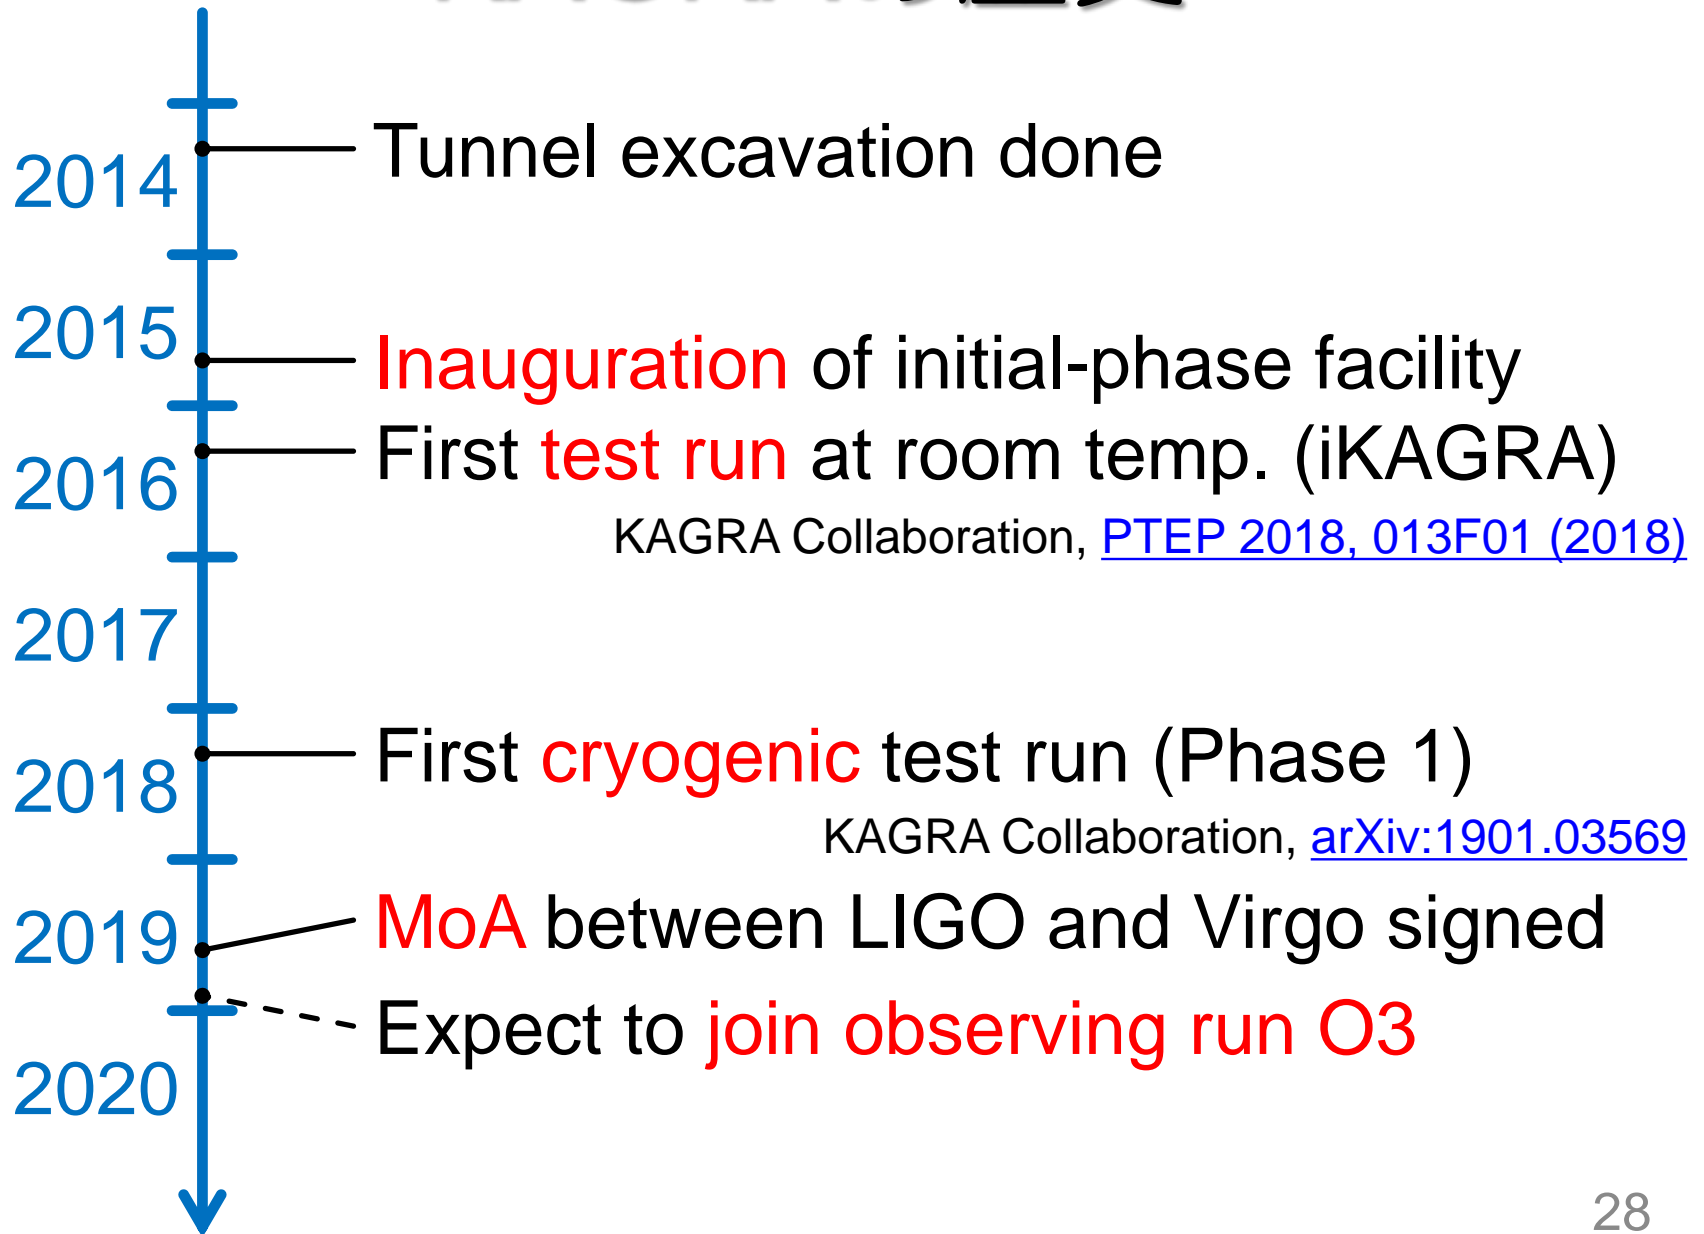 2014
Tunnel excavation done
2015
Inauguration of initial-phase facility
First test run at room temp. (iKAGRA)
2016
KAGRA Collaboration, PTEP 2018, 013F01 (2018)
2017
First cryogenic test run (Phase 1)
2018
KAGRA Collaboration, arXiv:1901.03569
MoA between LIGO and Virgo signed
2019
Expect to join observing run O3
2020
28